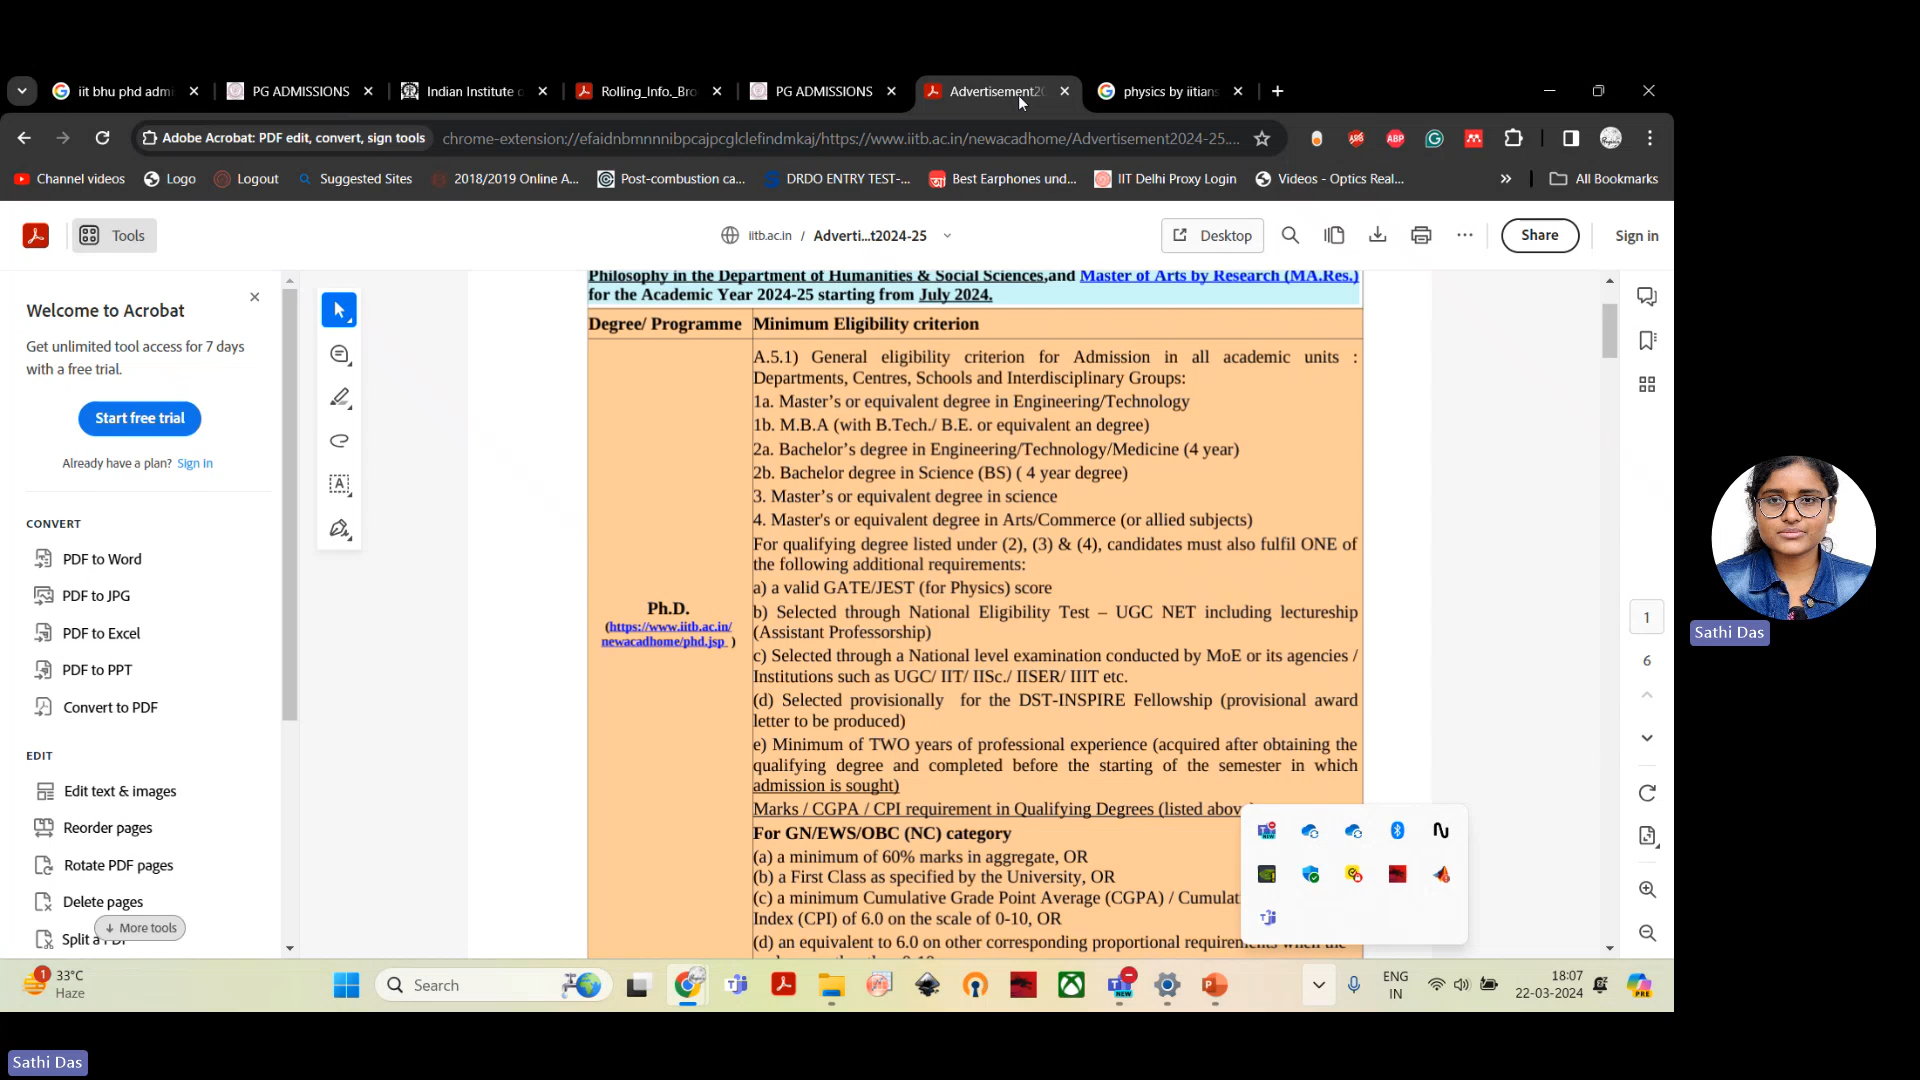 iit bhu phd adm
PG ADMISSIONS
Indian Institute o
Rolling_Info._Bro
PG ADMISSIONS
Advertisement20
physics by iitians
Adobe Acrobat: PDF edit, convert, sign tools
chrome-extension://efaidnbmnnnibpcajpcglclefindmkaj/https://www.iitb.ac.in/newacadhome/Advertisement2024-25....
Channel videos
Logo
Logout
Suggested Sites
2018/2019 Online A...
Post-combustion ca...
DRDO ENTRY TEST-...
Best Earphones und...
IIT Delhi Proxy Login
Videos - Optics Real...
All Bookmarks
Tools
iitb.ac.in / Adverti...t2024-25
Desktop
Share
Sign in
Welcome to Acrobat
Get unlimited tool access for 7 days
with a free trial.
Start free trial
Already have a plan? Sign in
CONVERT
PDF to Word
PDF to JPG
PDF to Excel
PDF to PPT
Convert to PDF
EDIT
Edit text & images
Reorder pages
Rotate PDF pages
Delete pages
More tools
Philosophy in the Department of Humanities & Social Sciences,and Master of Arts by Research (MA.Res.)
for the Academic Year 2024-25 starting from July 2024.
Degree/ Programme
Minimum Eligibility criterion
Ph.D.
(https://www.iitb.ac.in/
newacadhome/phd.jsp )
A.5.1) General eligibility criterion for Admission in all academic units :
Departments, Centres, Schools and Interdisciplinary Groups:
1a. Master's or equivalent degree in Engineering/Technology
1b. M.B.A (with B.Tech./ B.E. or equivalent an degree)
2a. Bachelor's degree in Engineering/Technology/Medicine (4 year)
2b. Bachelor degree in Science (BS) ( 4 year degree)
3. Master's or equivalent degree in science
4. Master's or equivalent degree in Arts/Commerce (or allied subjects)
For qualifying degree listed under (2), (3) & (4), candidates must also fulfil ONE of
the following additional requirements:
a) a valid GATE/JEST (for Physics) score
b) Selected through National Eligibility Test – UGC NET including lectureship
(Assistant Professorship)
c) Selected through a National level examination conducted by MoE or its agencies /
Institutions such as UGC/ IIT/ IISc./ IISER/ IIIT etc.
(d) Selected provisionally for the DST-INSPIRE Fellowship (provisional award
letter to be produced)
e) Minimum of TWO years of professional experience (acquired after obtaining the
qualifying degree and completed before the starting of the semester in which
admission is sought)
Marks / CGPA / CPI requirement in Qualifying Degrees (listed above
For GN/EWS/OBC (NC) category
(a) a minimum of 60% marks in aggregate, OR
(b) a First Class as specified by the University, OR
(c) a minimum Cumulative Grade Point Average (CGPA) / Cumulat
Index (CPI) of 6.0 on the scale of 0-10, OR
(d) an equivalent to 6.0 on other corresponding proportional requirements when the
1
6
Sathi Das
1
33°C
Haze
Search
ENG
IN
18:07
22-03-2024
Sathi Das